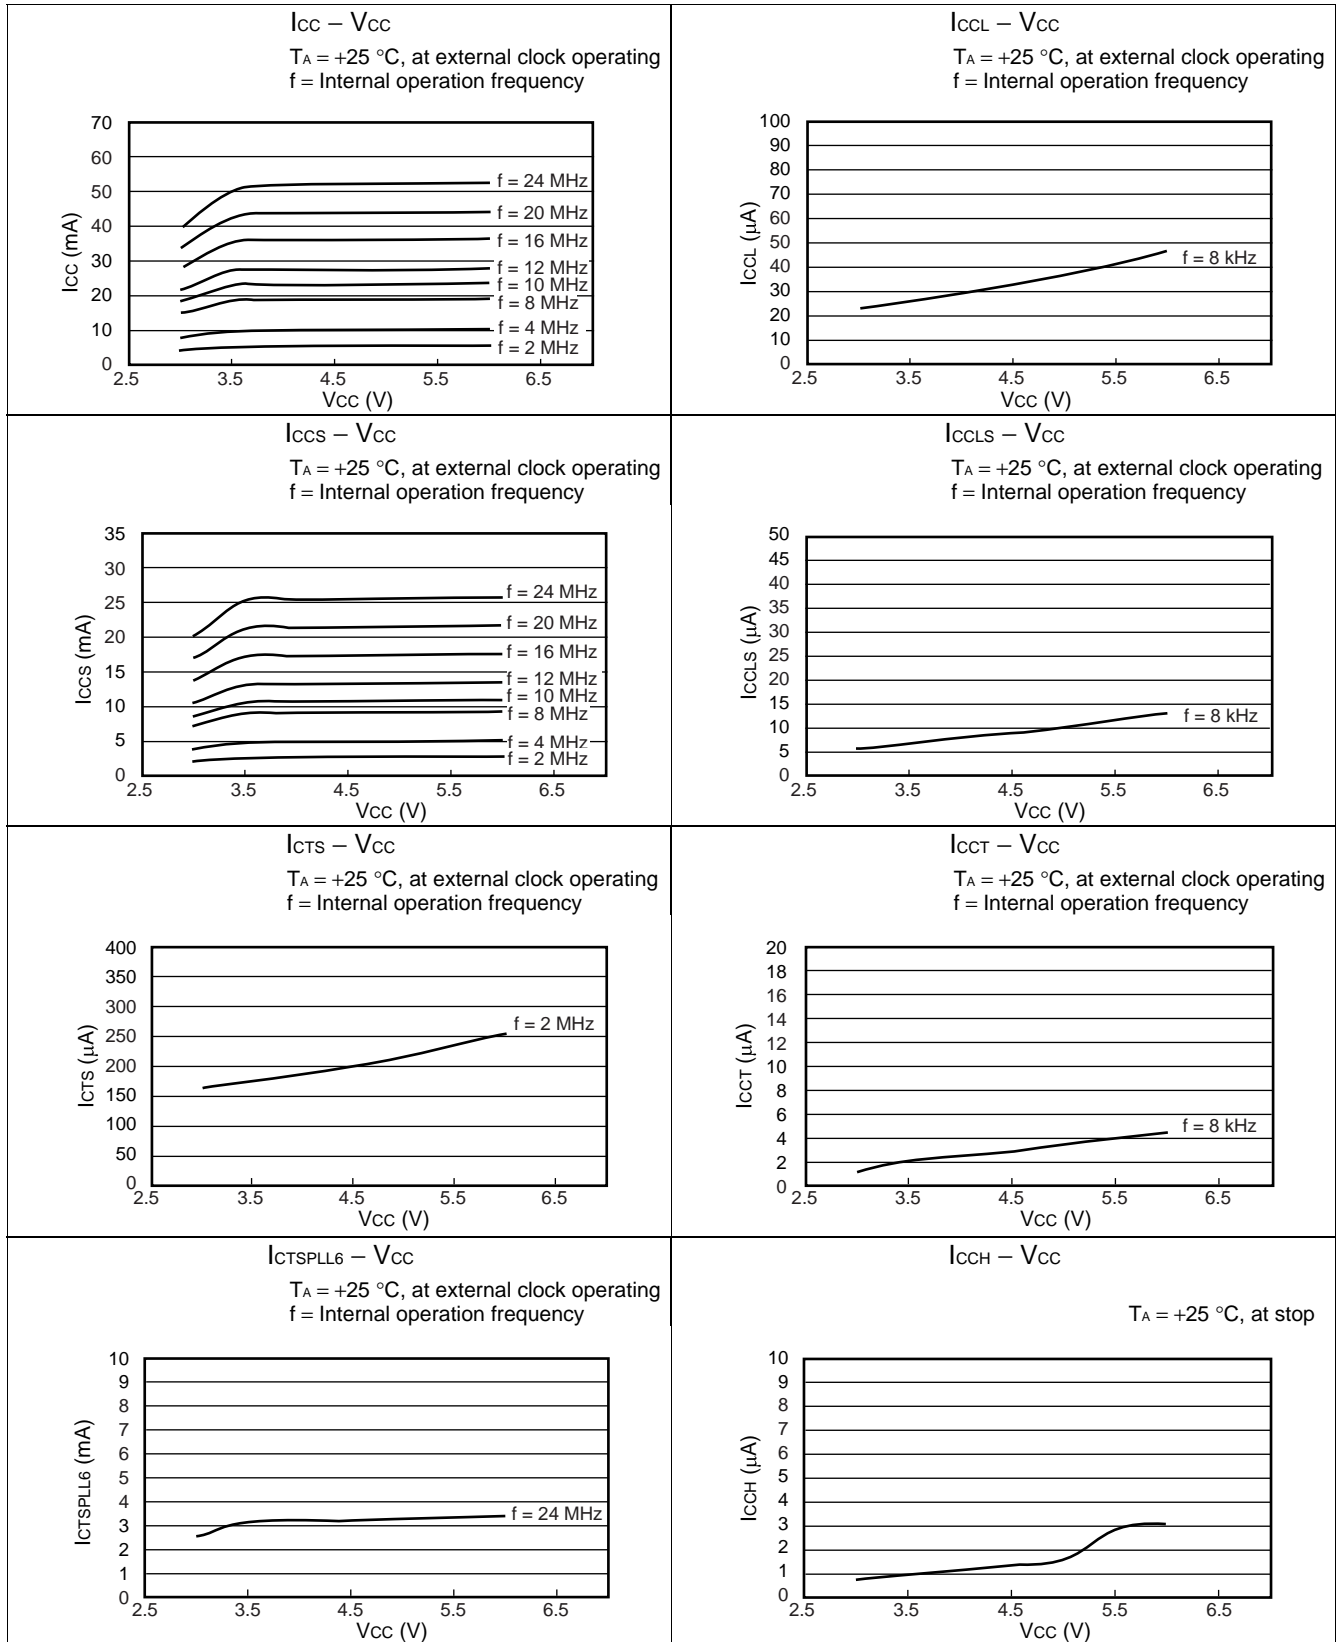 ICC – VCC
TA = +25 °C, at external clock operating
f = Internal operation frequency
70
60
50
40
30
20
10
0
ICC (mA)
f = 24 MHz
f = 20 MHz
f = 16 MHz
f = 12 MHz
f = 10 MHz
f = 8 MHz
f = 4 MHz
f = 2 MHz
2.5 3.5 4.5 5.5 6.5
VCC (V)
ICCL – VCC
TA = +25 °C, at external clock operating
f = Internal operation frequency
100
90
80
70
60
50
40
30
20
10
0
ICCL (µA)
f = 8 kHz
2.5 3.5 4.5 5.5 6.5
VCC (V)
ICCS – VCC
TA = +25 °C, at external clock operating
f = Internal operation frequency
35
30
25
20
15
10
5
0
ICCS (mA)
f = 24 MHz
f = 20 MHz
f = 16 MHz
f = 12 MHz
f = 10 MHz
f = 8 MHz
f = 4 MHz
f = 2 MHz
2.5 3.5 4.5 5.5 6.5
VCC (V)
ICCLS – VCC
TA = +25 °C, at external clock operating
f = Internal operation frequency
50
45
40
35
30
25
20
15
10
5
0
ICCLS (µA)
f = 8 kHz
2.5 3.5 4.5 5.5 6.5
VCC (V)
ICTS – VCC
TA = +25 °C, at external clock operating
f = Internal operation frequency
400
350
300
250
200
150
100
50
0
ICTS (µA)
f = 2 MHz
2.5 3.5 4.5 5.5 6.5
VCC (V)
ICCT – VCC
TA = +25 °C, at external clock operating
f = Internal operation frequency
20
18
16
14
12
10
8
6
4
2
0
ICCT (µA)
f = 8 kHz
2.5 3.5 4.5 5.5 6.5
VCC (V)
ICTSPLL6 – VCC
TA = +25 °C, at external clock operating
f = Internal operation frequency
10
9
8
7
6
5
4
3
2
1
0
ICTSPLL6 (mA)
f = 24 MHz
2.5 3.5 4.5 5.5 6.5
VCC (V)
ICCH – VCC
TA = +25 °C, at stop
10
9
8
7
6
5
4
3
2
1
0
ICCH (µA)
2.5 3.5 4.5 5.5 6.5
VCC (V)